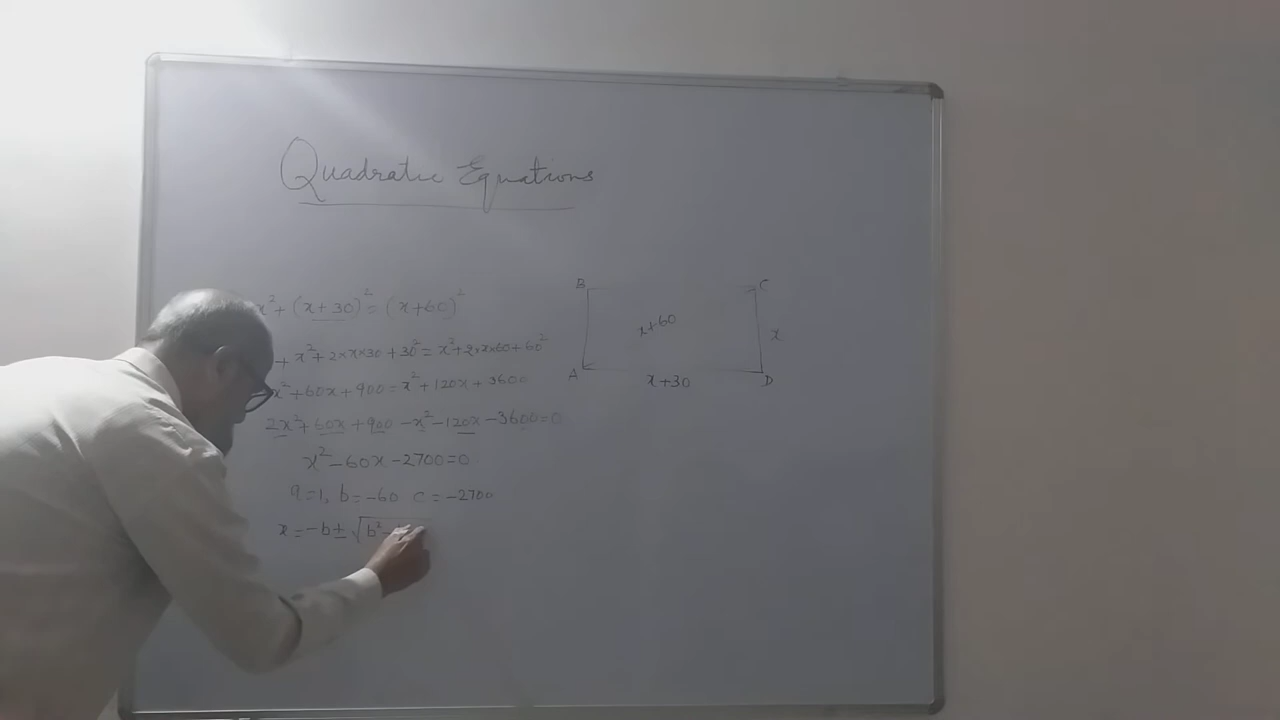 Quadratic Equations
x²+(x+30)²=(x+60)²
+x²+2×x×30+30²=x²+2×x×60+60²
x²+60x+900=x²+120x+3600
2x²+60x+900-x²-120x-3600=0
x²-60x-2700=0
a=1, b=-60 c=-2700
x=-b±√b²-
B
C
x+60
x
A
x+30
D